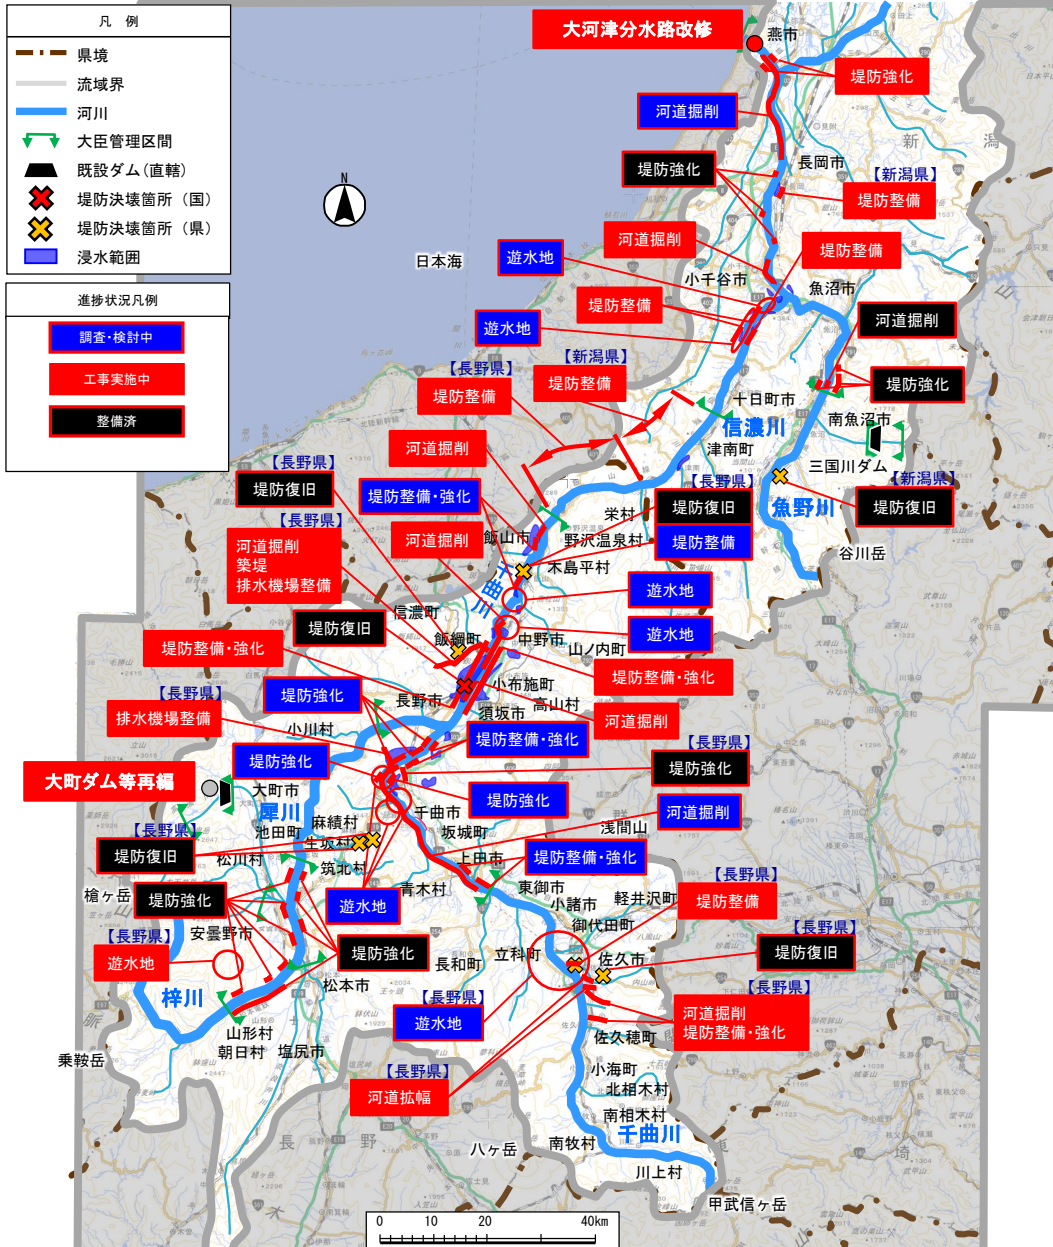 凡　例
県境
流域界
河川
大臣管理区間
既設ダム(直轄)
堤防決壊箇所（国）
堤防決壊箇所（県）
浸水範囲
進捗状況凡例
調査・検討中
工事実施中
整備済
N
日本海
大河津分水路改修
燕市
堤防強化
河道掘削
新　潟
長岡市
堤防強化
【新潟県】
堤防整備
河道掘削
堤防整備
遊水地
小千谷市
魚沼市
堤防整備
河道掘削
遊水地
【新潟県】
堤防整備
【長野県】
堤防整備
堤防強化
十日町市
信濃川
南魚沼市
津南町
三国川ダム
河道掘削
【長野県】
堤防復旧
堤防整備・強化
【長野県】
堤防復旧
堤防整備
【新潟県】
堤防復旧
魚野川
栄村
【長野県】
河道掘削
築堤
排水機場整備
河道掘削
飯山市
野沢温泉村
木島平村
谷川岳
千曲川
遊水地
信濃町
堤防復旧
飯綱町
中野市
遊水地
山ノ内町
堤防整備・強化
堤防整備・強化
小布施町
高山村
長野市
須坂市
河道掘削
【長野県】
排水機場整備
堤防強化
小川村
堤防整備・強化
堤防強化
【長野県】
堤防強化
大町ダム等再編
大町市
堤防強化
犀川
河道掘削
千曲市
池田町
麻績村
坂城町
浅間山
生坂村
【長野県】
堤防復旧
松川村
筑北村
上田市
堤防整備・強化
青木村
東御市
軽井沢町
【長野県】
堤防整備
槍ヶ岳
堤防強化
遊水地
小諸市
御代田町
安曇野市
【長野県】
遊水地
堤防強化
立科町
佐久市
【長野県】
堤防復旧
長和町
松本市
梓川
【長野県】
遊水地
【長野県】
河道掘削
堤防整備・強化
山形村
朝日村
塩尻市
佐久穂町
乗鞍岳
【長野県】
河道拡幅
小海町
北相木村
南相木村
千曲川
長　野
南牧村
八ヶ岳
川上村
埼
甲武信ヶ岳
0　10　20　40km